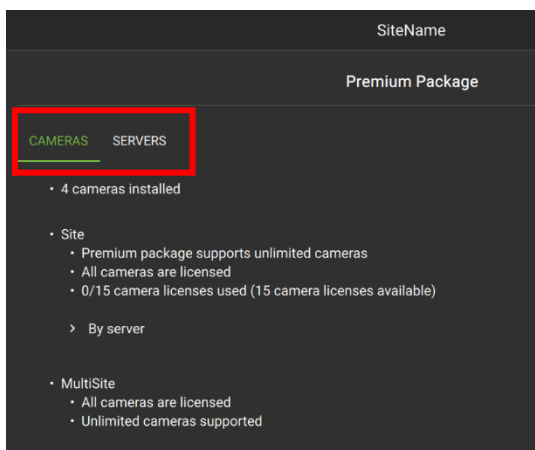 SiteName
Premium Package
CAMERAS SERVERS
• 4 cameras installed
• Site
• Premium package supports unlimited cameras
• All cameras are licensed
• 0/15 camera licenses used (15 camera licenses available)
> By server
• MultiSite
• All cameras are licensed
• Unlimited cameras supported